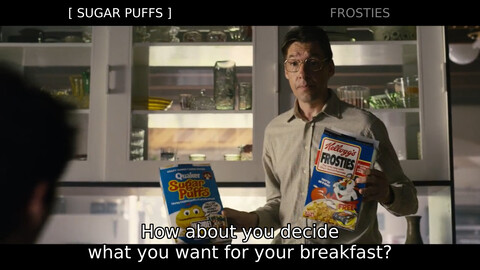 [ SUGAR PUFFS ]
FROSTIES
Quaker
Sugar
Puffs
Kellogg's
FROSTIES
How about you decide
what you want for your breakfast?